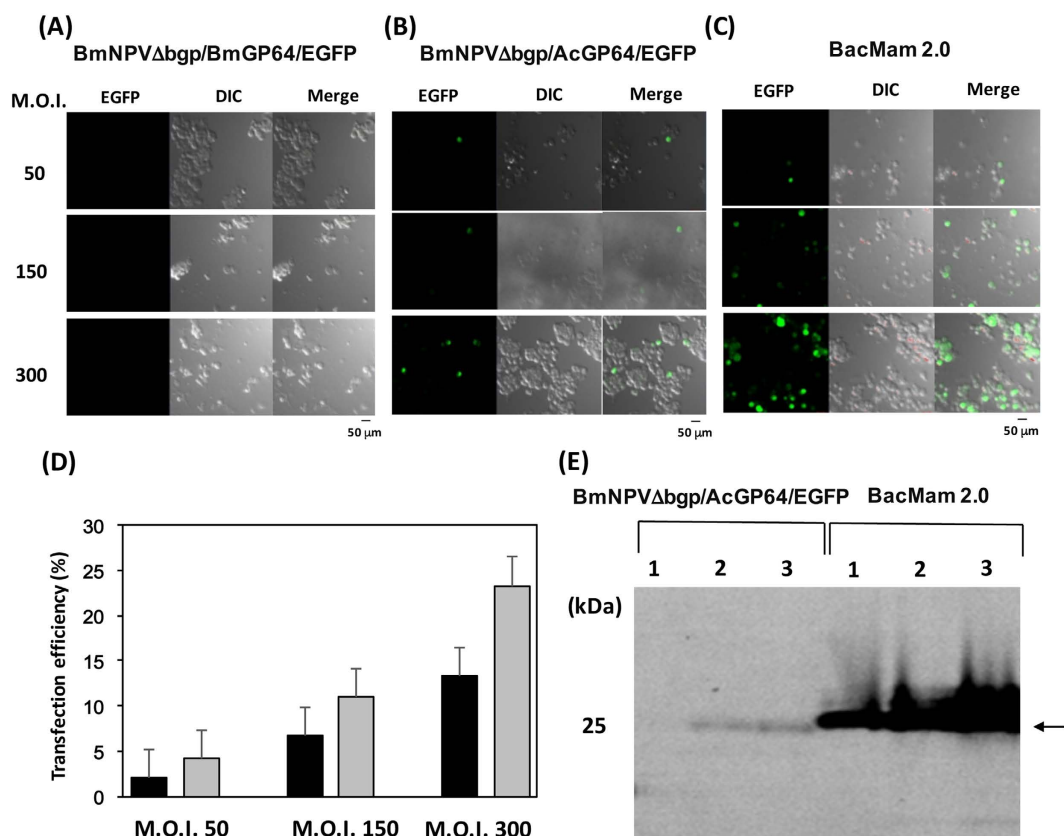 (A)
BmNPVΔbgp/BmGP64/EGFP
M.O.I. EGFP DIC Merge
50
150
300
50 μm
(B)
BmNPVΔbgp/AcGP64/EGFP
EGFP DIC Merge
50 μm
(C)
BacMam 2.0
EGFP DIC Merge
50 μm
(D)
Transfection efficiency (%)
30
25
20
15
10
5
0
M.O.I. 50 M.O.I. 150 M.O.I. 300
(E)
BmNPVΔbgp/AcGP64/EGFP BacMam 2.0
1 2 3 1 2 3
(kDa)
25